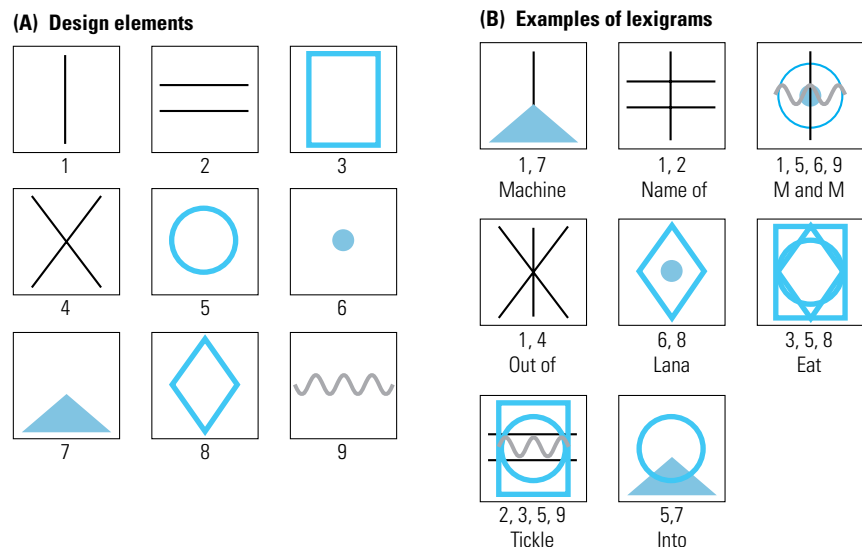 (A) Design elements
1 2 3
4 5 6
7 8 9
(B) Examples of lexigrams
1, 7 1, 2 1, 5, 6, 9
Machine Name of M and M
1, 4 6, 8 3, 5, 8
Out of Lana Eat
2, 3, 5, 9 5,7
Tickle Into